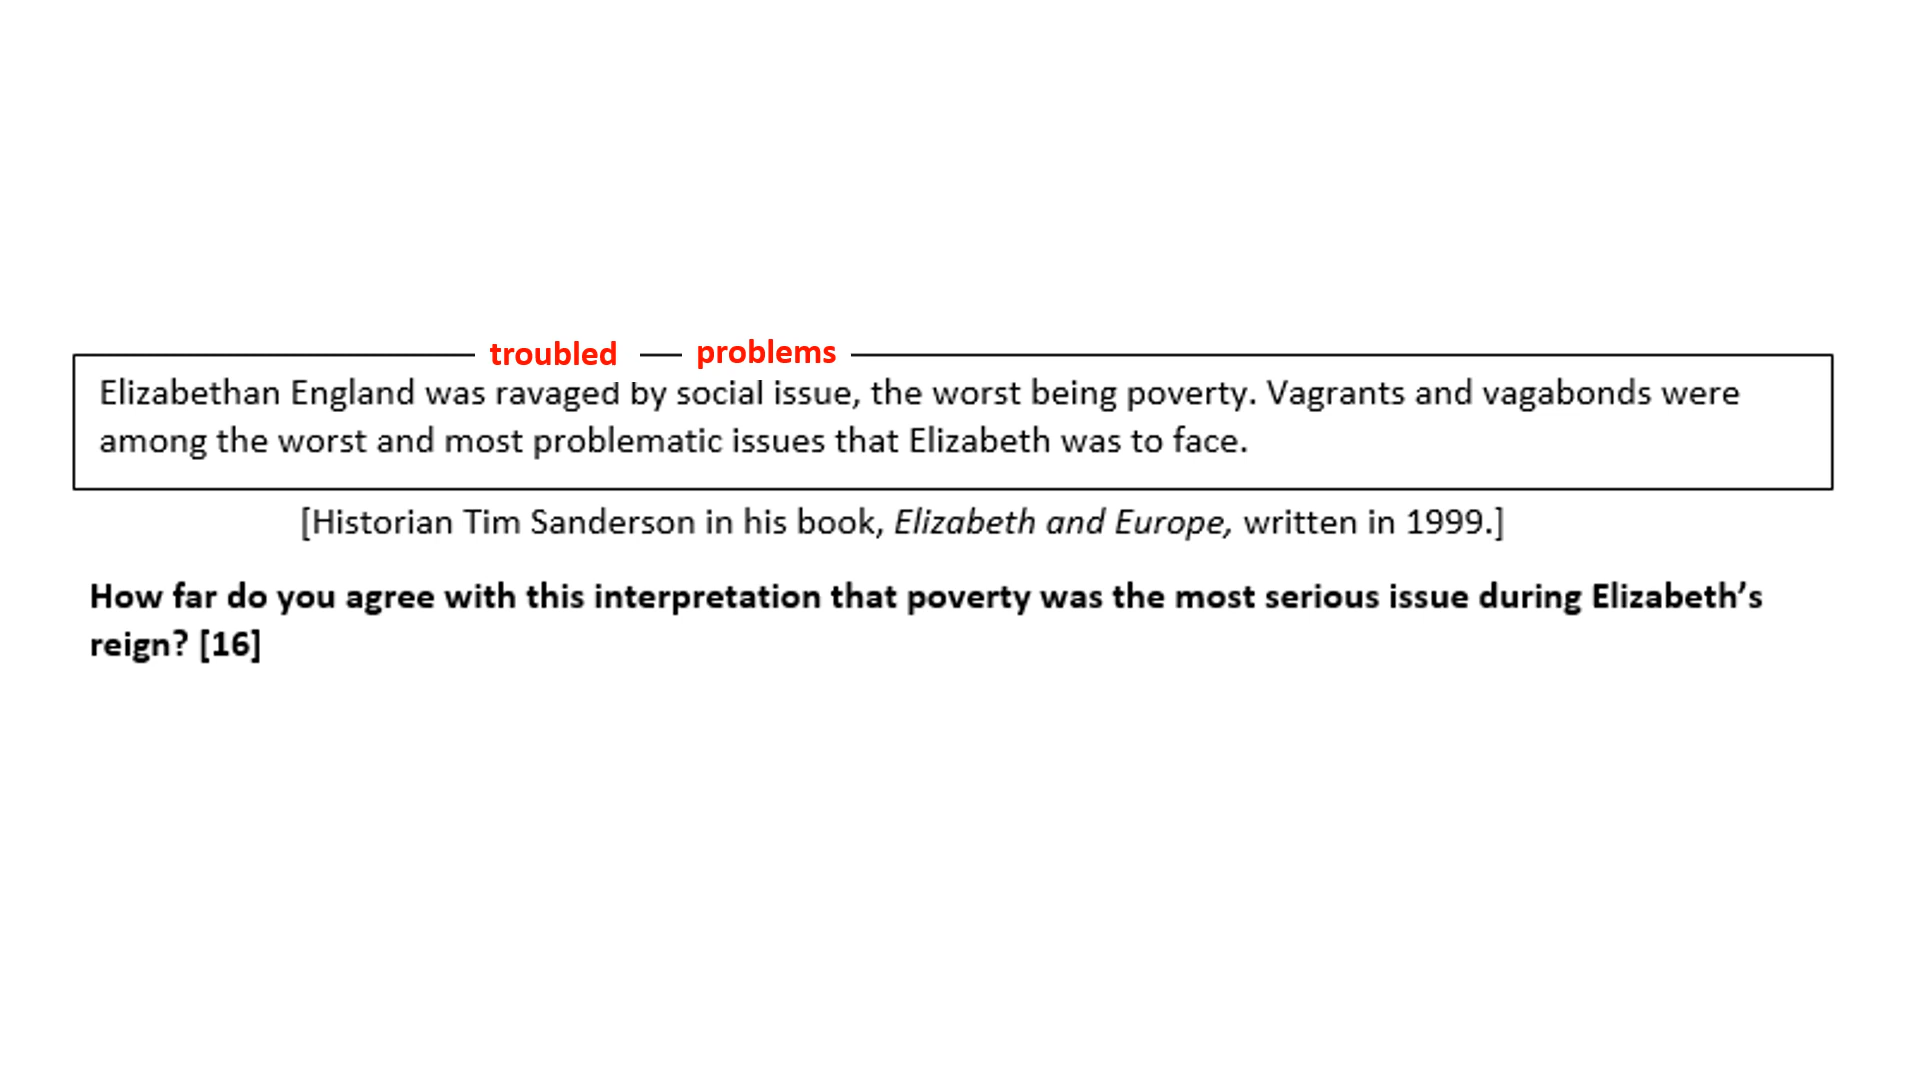 troubled problems
Elizabethan England was ravaged by social issue, the worst being poverty. Vagrants and vagabonds were
among the worst and most problematic issues that Elizabeth was to face.
[Historian Tim Sanderson in his book, Elizabeth and Europe, written in 1999.]
How far do you agree with this interpretation that poverty was the most serious issue during Elizabeth’s
reign? [16]